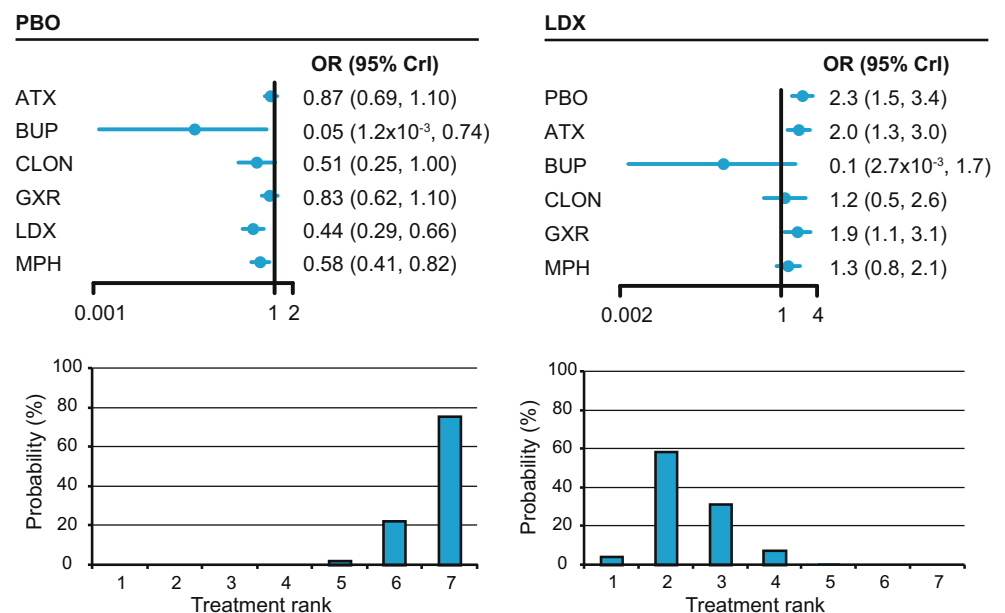 PBO
OR (95% CrI)
ATX 0.87 (0.69, 1.10)
BUP 0.05 (1.2x10⁻³, 0.74)
CLON 0.51 (0.25, 1.00)
GXR 0.83 (0.62, 1.10)
LDX 0.44 (0.29, 0.66)
MPH 0.58 (0.41, 0.82)
0.001 1 2
LDX
OR (95% CrI)
PBO 2.3 (1.5, 3.4)
ATX 2.0 (1.3, 3.0)
BUP 0.1 (2.7x10⁻³, 1.7)
CLON 1.2 (0.5, 2.6)
GXR 1.9 (1.1, 3.1)
MPH 1.3 (0.8, 2.1)
0.002 1 4
Probability (%)
100
80
60
40
20
0
1 2 3 4 5 6 7
Treatment rank
Probability (%)
100
80
60
40
20
0
1 2 3 4 5 6 7
Treatment rank